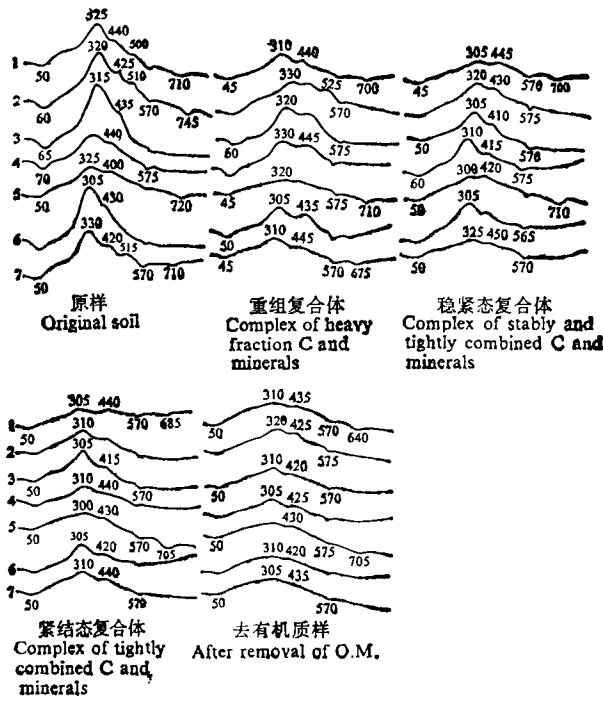 325 440 500
1 50 710
320 425 510
2 60 570 745
315 435
3 65
440
4 70 575
325 400
5 50 720
305 430
6
330 420 515
7 50 570 710
原样
Original soil
310 440
45 700
330 525
570
320
60
330 445
575
320
45 575 710
305 435
50
310 445
45 570 675
重组复合体
Complex of heavy
fraction C and
minerals
305 445
45 570 700
320 430
575
305 410
50 570
310 415
60 575
300 420
50 710
305
565
325 450
50 570
稳紧态复合体
Complex of stably and
tightly combined C and
minerals
305 440
1 50 570 685
310
2
305 415
3 50 570
310 440
4
300 430
5 50 570 705
305 420
6
310 440
7 50 570
紧结态复合体
Complex of tightly
combined C and
minerals
310 435
50 570 640
320 425
575
310 420
50 570
305 425
430
50 575 705
310 420
305 435
50 570
去有机质样
After removal of O.M.